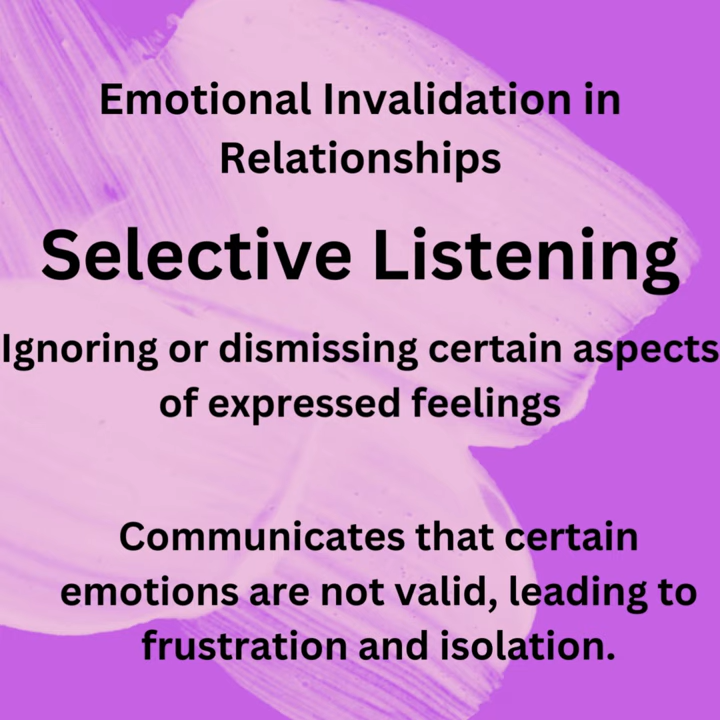 Emotional Invalidation in
Relationships
Selective Listening
Ignoring or dismissing certain aspects
of expressed feelings
Communicates that certain
emotions are not valid, leading to
frustration and isolation.